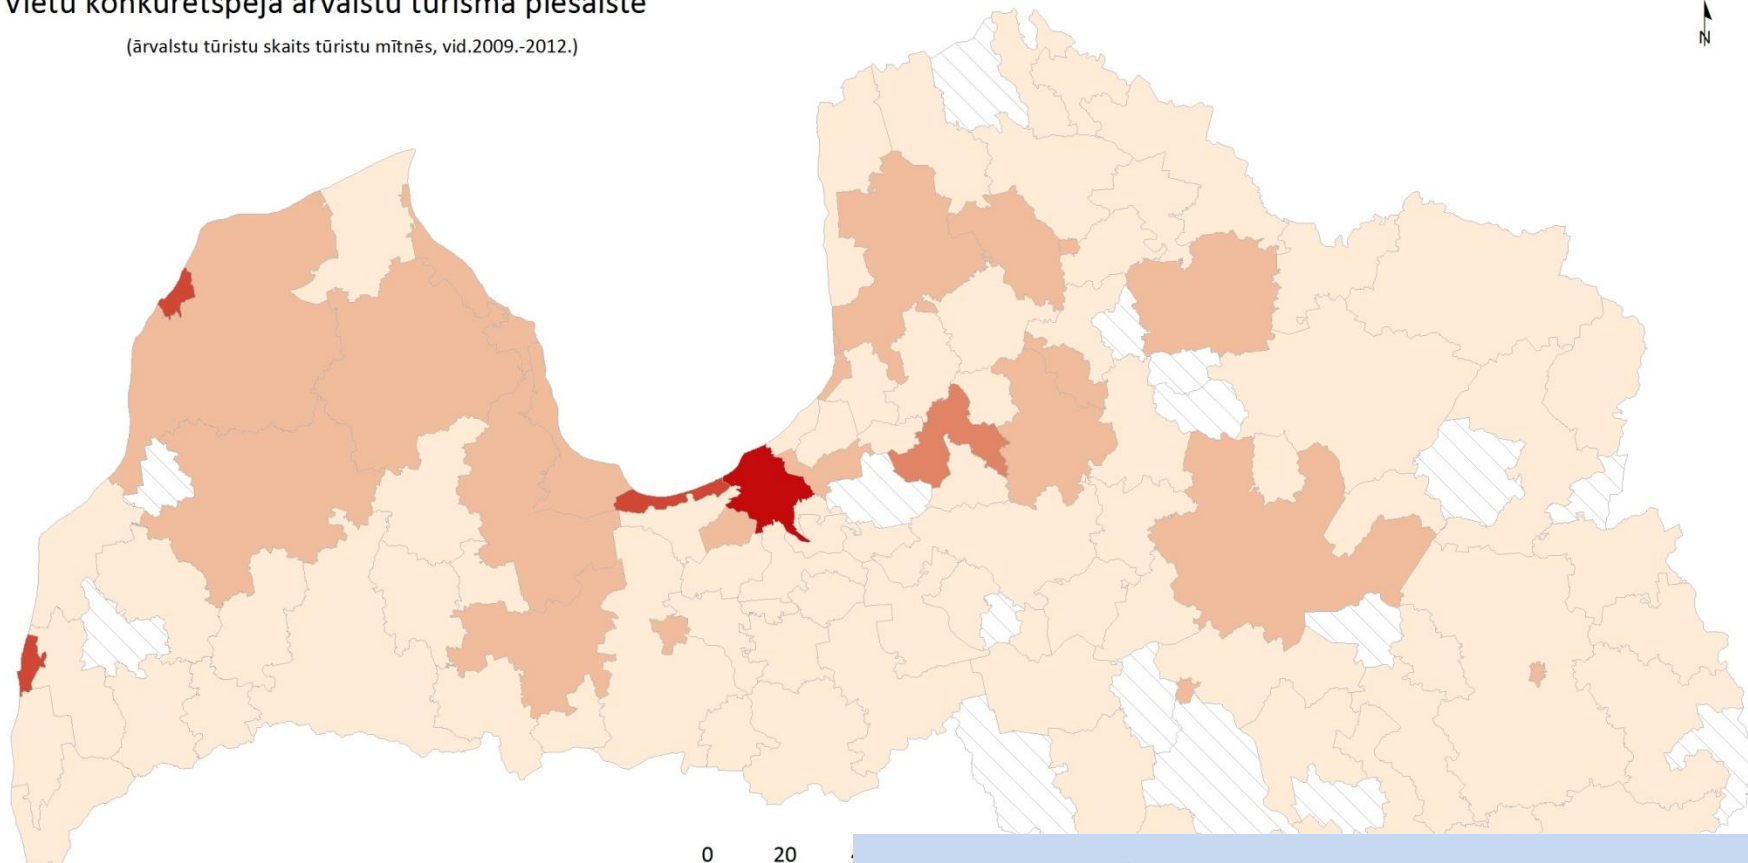 Vietu konkurētspēja ārvalstu tūrisma piesaistē
(ārvalstu tūristu skaits tūristu mītnēs, vid.2009.-2012.)
N
0 20